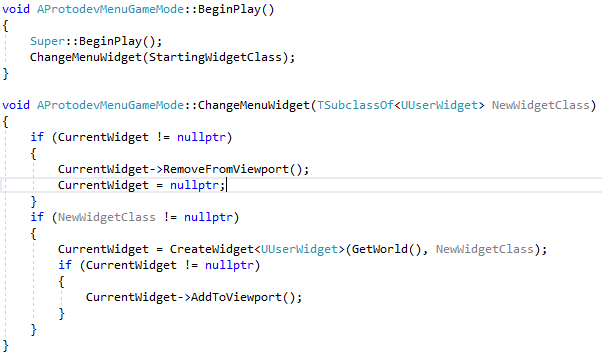 void AProtodevMenuGameMode::BeginPlay()
{
    Super::BeginPlay();
    ChangeMenuWidget(StartingWidgetClass);
}

void AProtodevMenuGameMode::ChangeMenuWidget(TSubclassOf<UUserWidget> NewWidgetClass)
{
    if (CurrentWidget != nullptr)
    {
        CurrentWidget->RemoveFromViewport();
        CurrentWidget = nullptr;
    }
    if (NewWidgetClass != nullptr)
    {
        CurrentWidget = CreateWidget<UUserWidget>(GetWorld(), NewWidgetClass);
        if (CurrentWidget != nullptr)
        {
            CurrentWidget->AddToViewport();
        }
    }
}